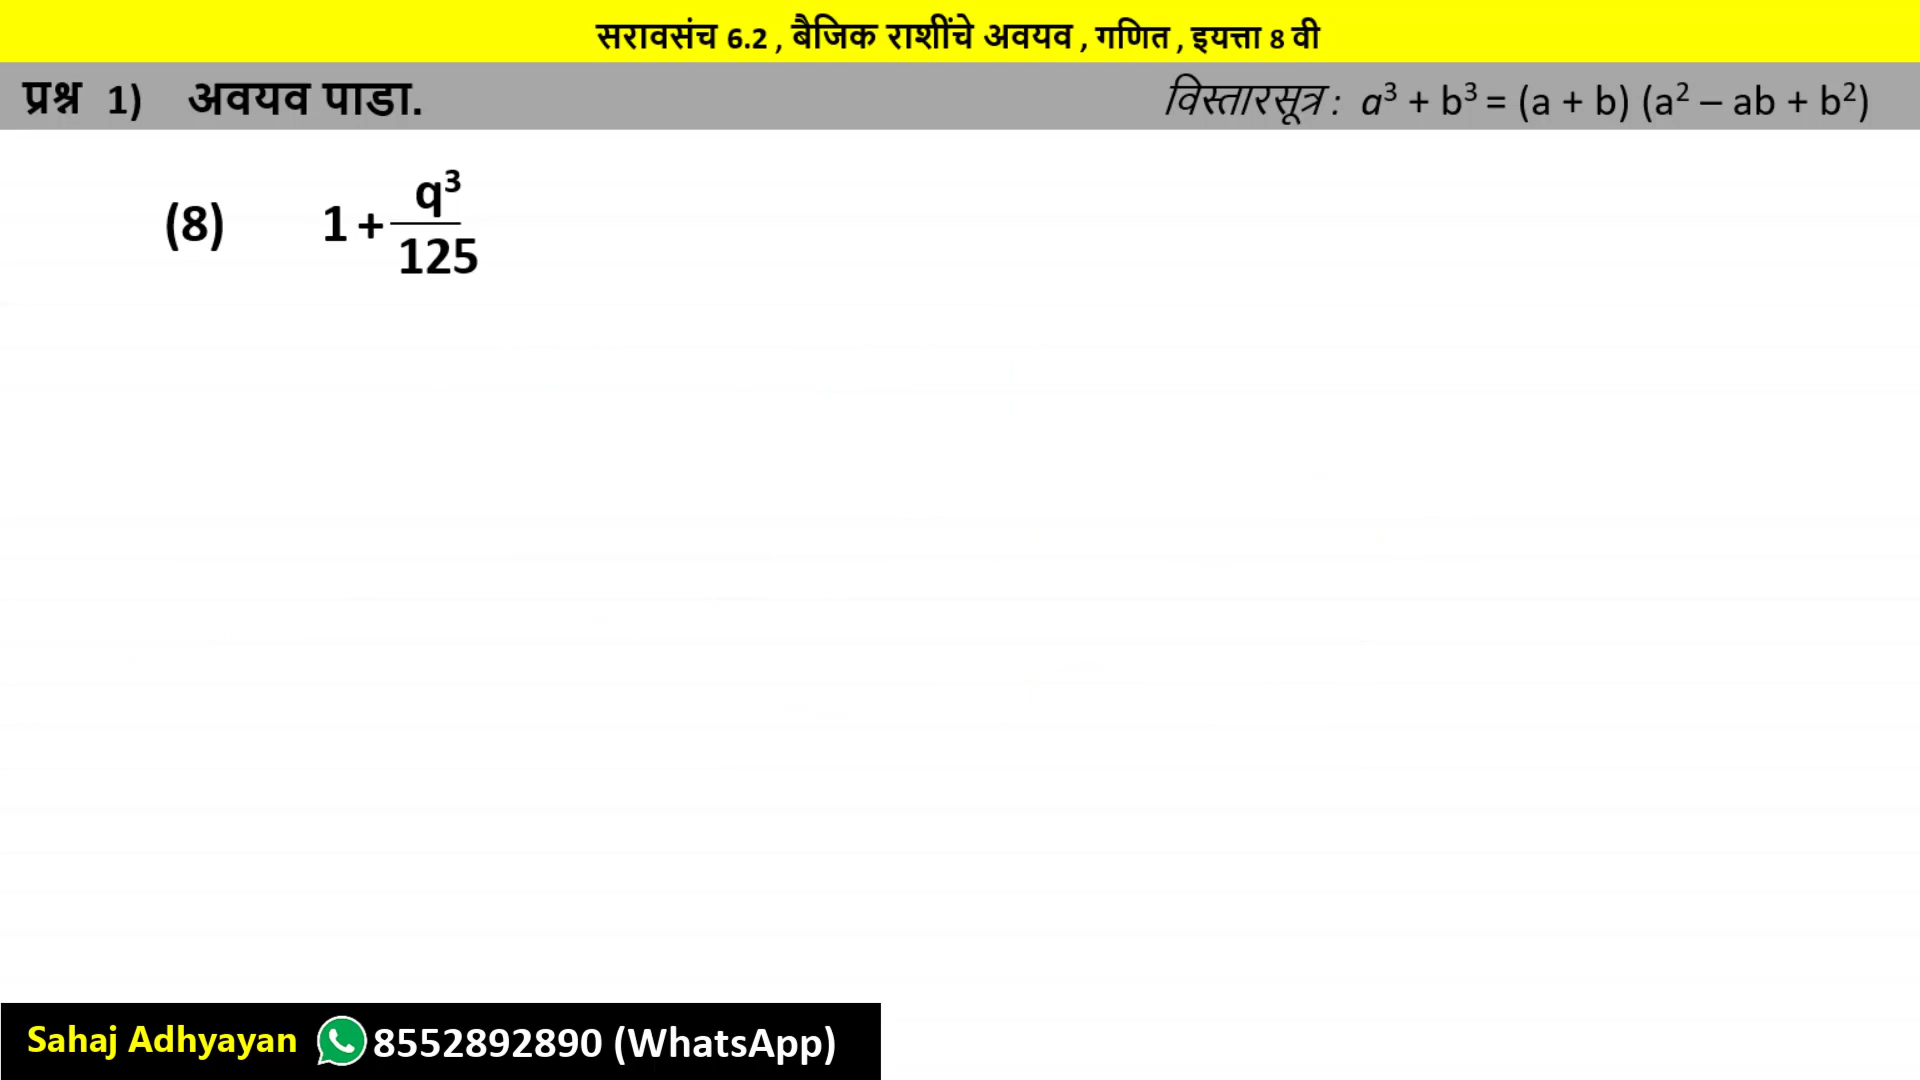 सरावसंच 6.2 , बैजिक राशींचे अवयव , गणित , इयत्ता 8 वी
प्रश्न 1) अवयव पाडा. विस्तारसूत्र : a³ + b³ = (a + b) (a² – ab + b²)
(8) 1 + q³/125
Sahaj Adhyayan 8552892890 (WhatsApp)